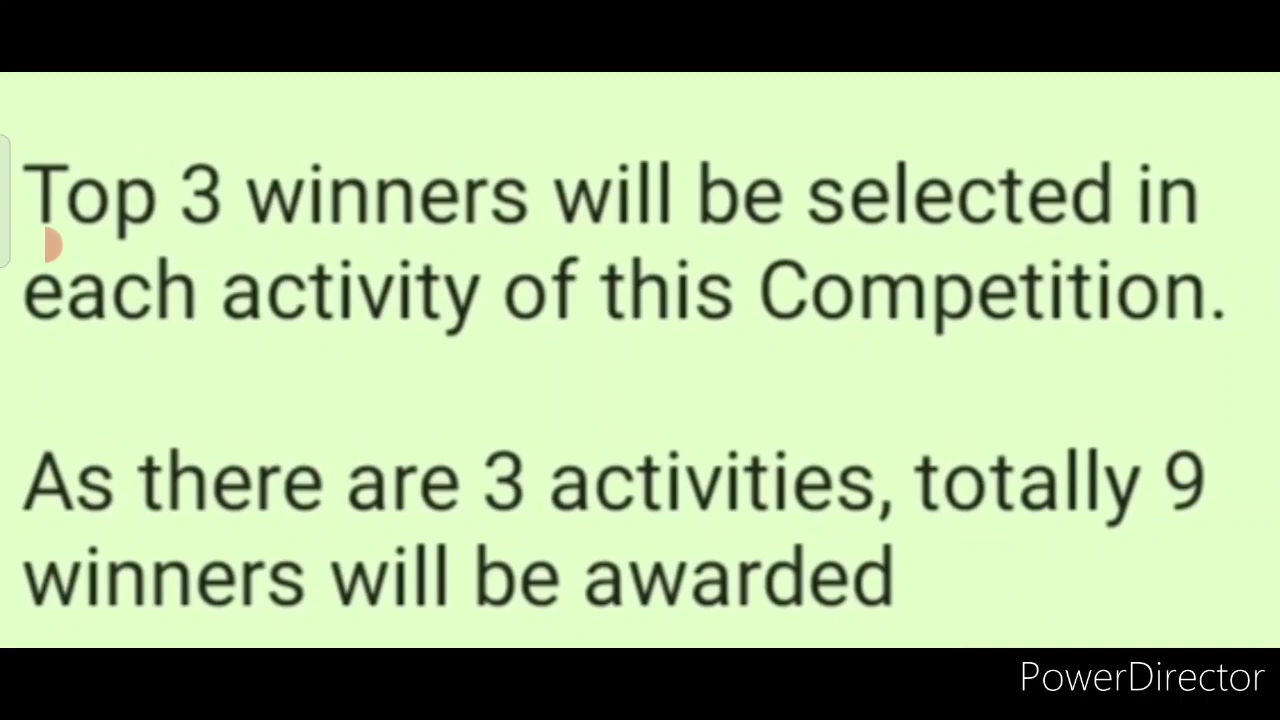 Top 3 winners will be selected in
each activity of this Competition.
As there are 3 activities, totally 9
winners will be awarded
PowerDirector